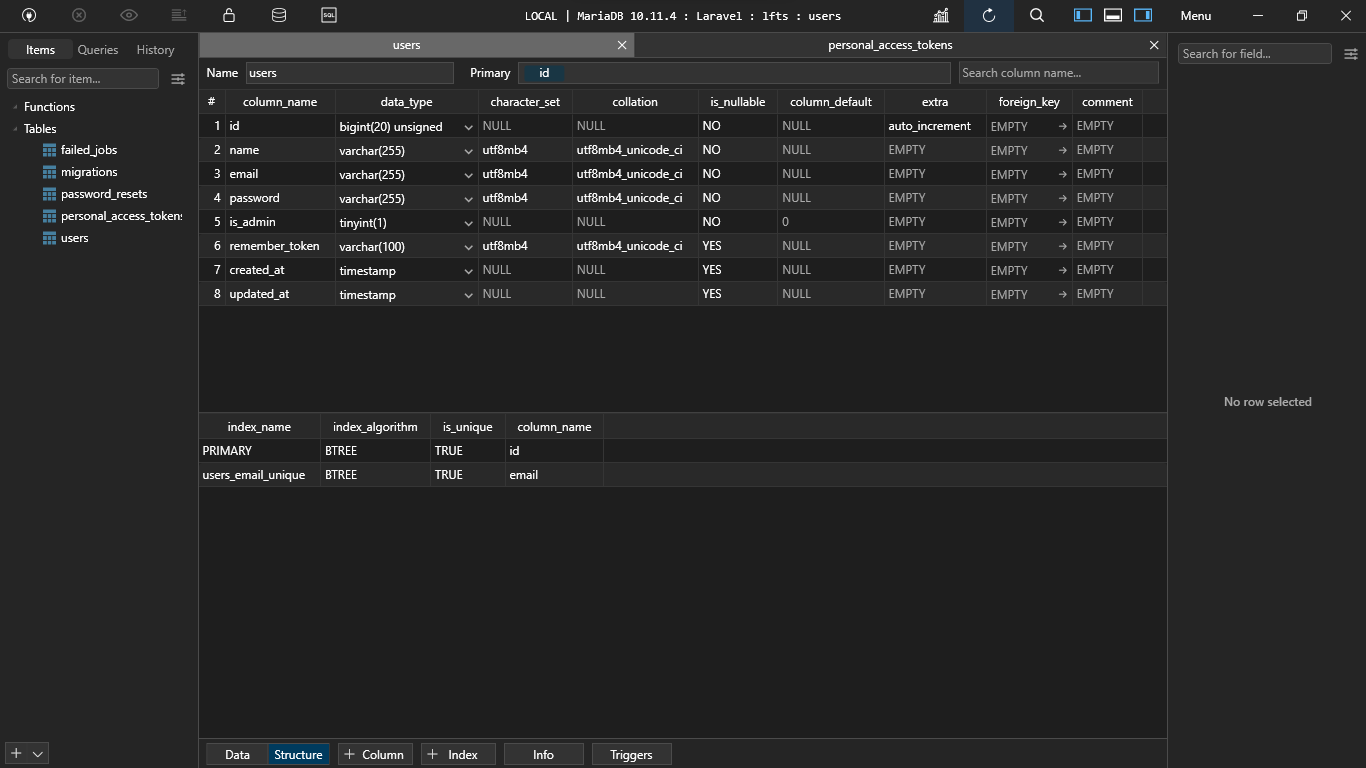 SQL LOCAL | MariaDB 10.11.4 : Laravel : lfts : users Menu
Items Queries History
Search for item...
Functions
Tables
failed_jobs
migrations
password_resets
personal_access_tokens
users
users personal_access_tokens
Name users Primary id Search column name...
# column_name data_type character_set collation is_nullable column_default extra foreign_key comment
1 id bigint(20) unsigned NULL NULL NO NULL auto_increment EMPTY EMPTY
2 name varchar(255) utf8mb4 utf8mb4_unicode_ci NO NULL EMPTY EMPTY EMPTY
3 email varchar(255) utf8mb4 utf8mb4_unicode_ci NO NULL EMPTY EMPTY EMPTY
4 password varchar(255) utf8mb4 utf8mb4_unicode_ci NO NULL EMPTY EMPTY EMPTY
5 is_admin tinyint(1) NULL NULL NO 0 EMPTY EMPTY EMPTY
6 remember_token varchar(100) utf8mb4 utf8mb4_unicode_ci YES NULL EMPTY EMPTY EMPTY
7 created_at timestamp NULL NULL YES NULL EMPTY EMPTY EMPTY
8 updated_at timestamp NULL NULL YES NULL EMPTY EMPTY EMPTY
index_name index_algorithm is_unique column_name
PRIMARY BTREE TRUE id
users_email_unique BTREE TRUE email
Data Structure + Column + Index Info Triggers
Search for field...
No row selected